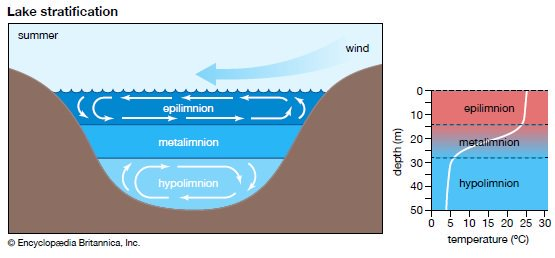 Lake stratification
summer
wind
epilimnion
metalimnion
hypolimnion
© Encyclopædia Britannica, Inc.
depth (m)
0
10
20
30
40
50
epilimnion
metalimnion
hypolimnion
0 5 10 15 20 25 30
temperature (°C)